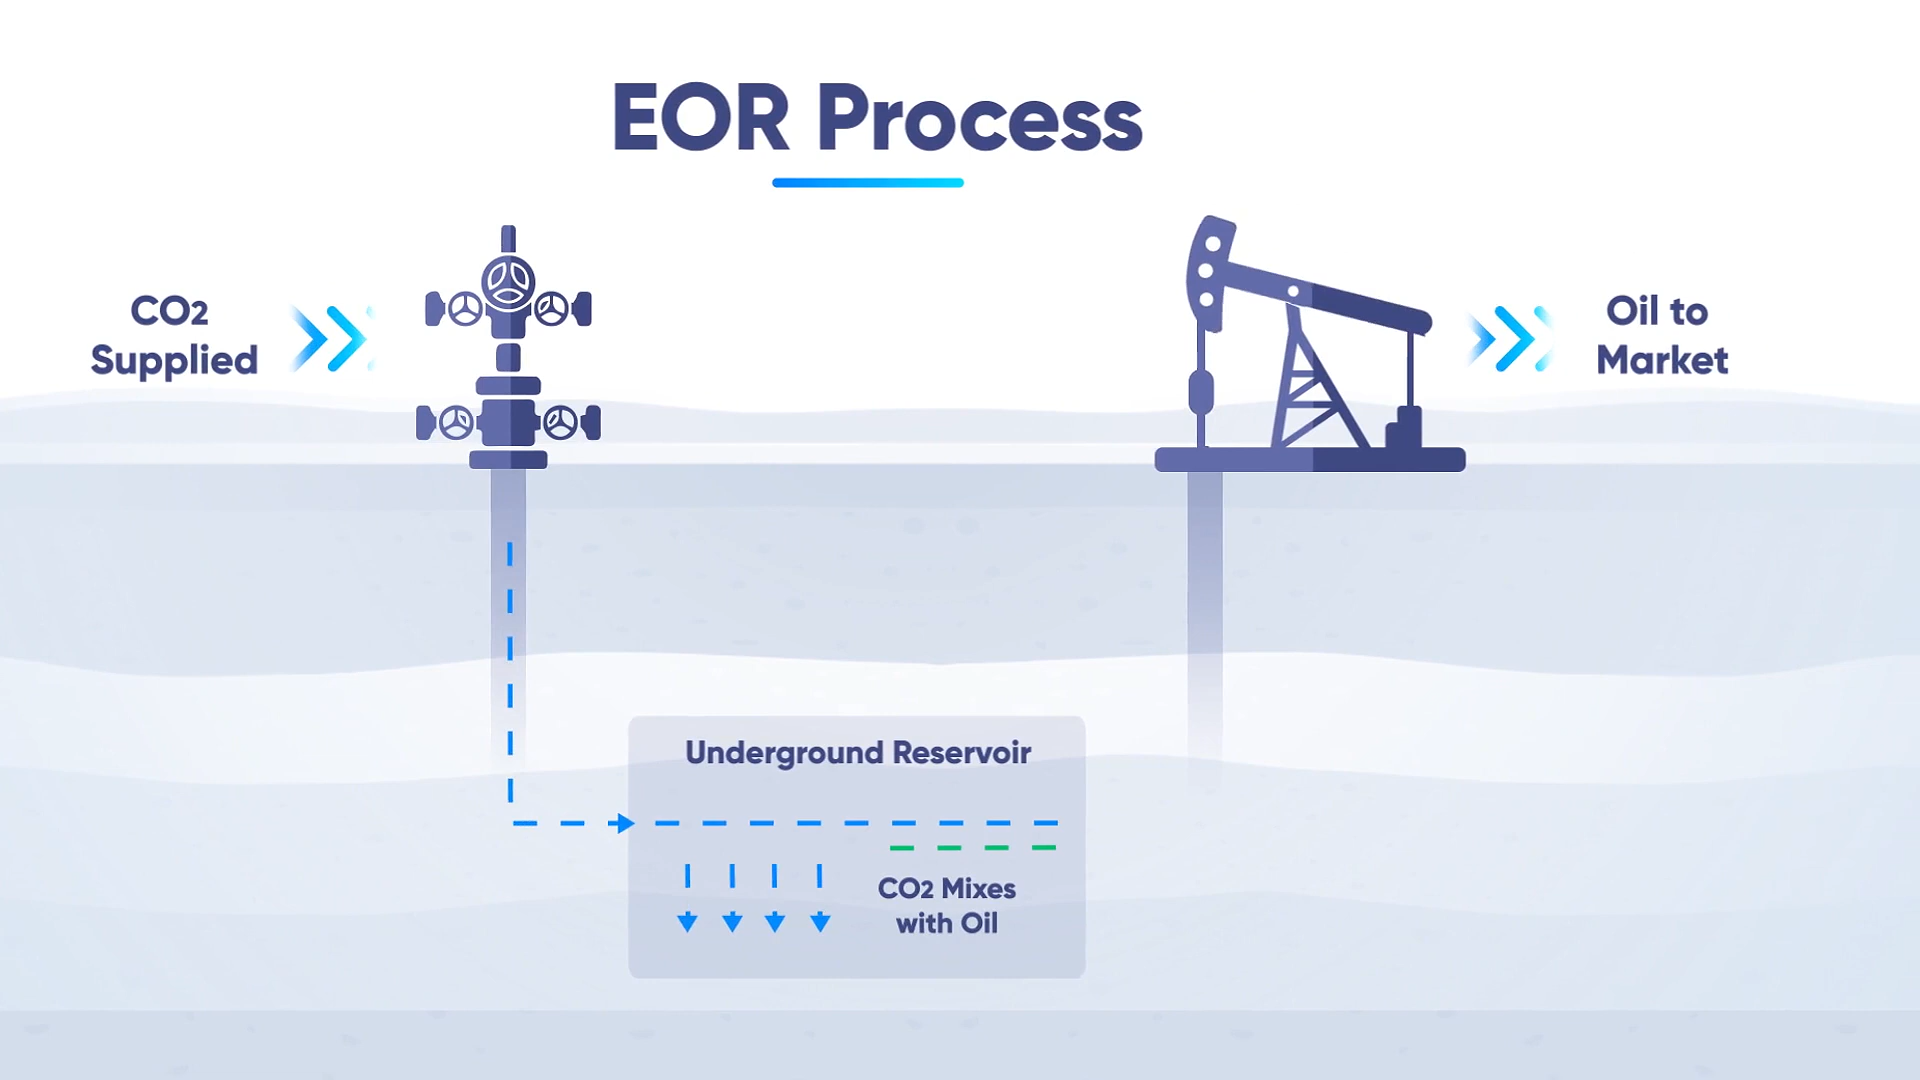 EOR Process
CO2
Supplied
Oil to
Market
Underground Reservoir
CO2 Mixes
with Oil